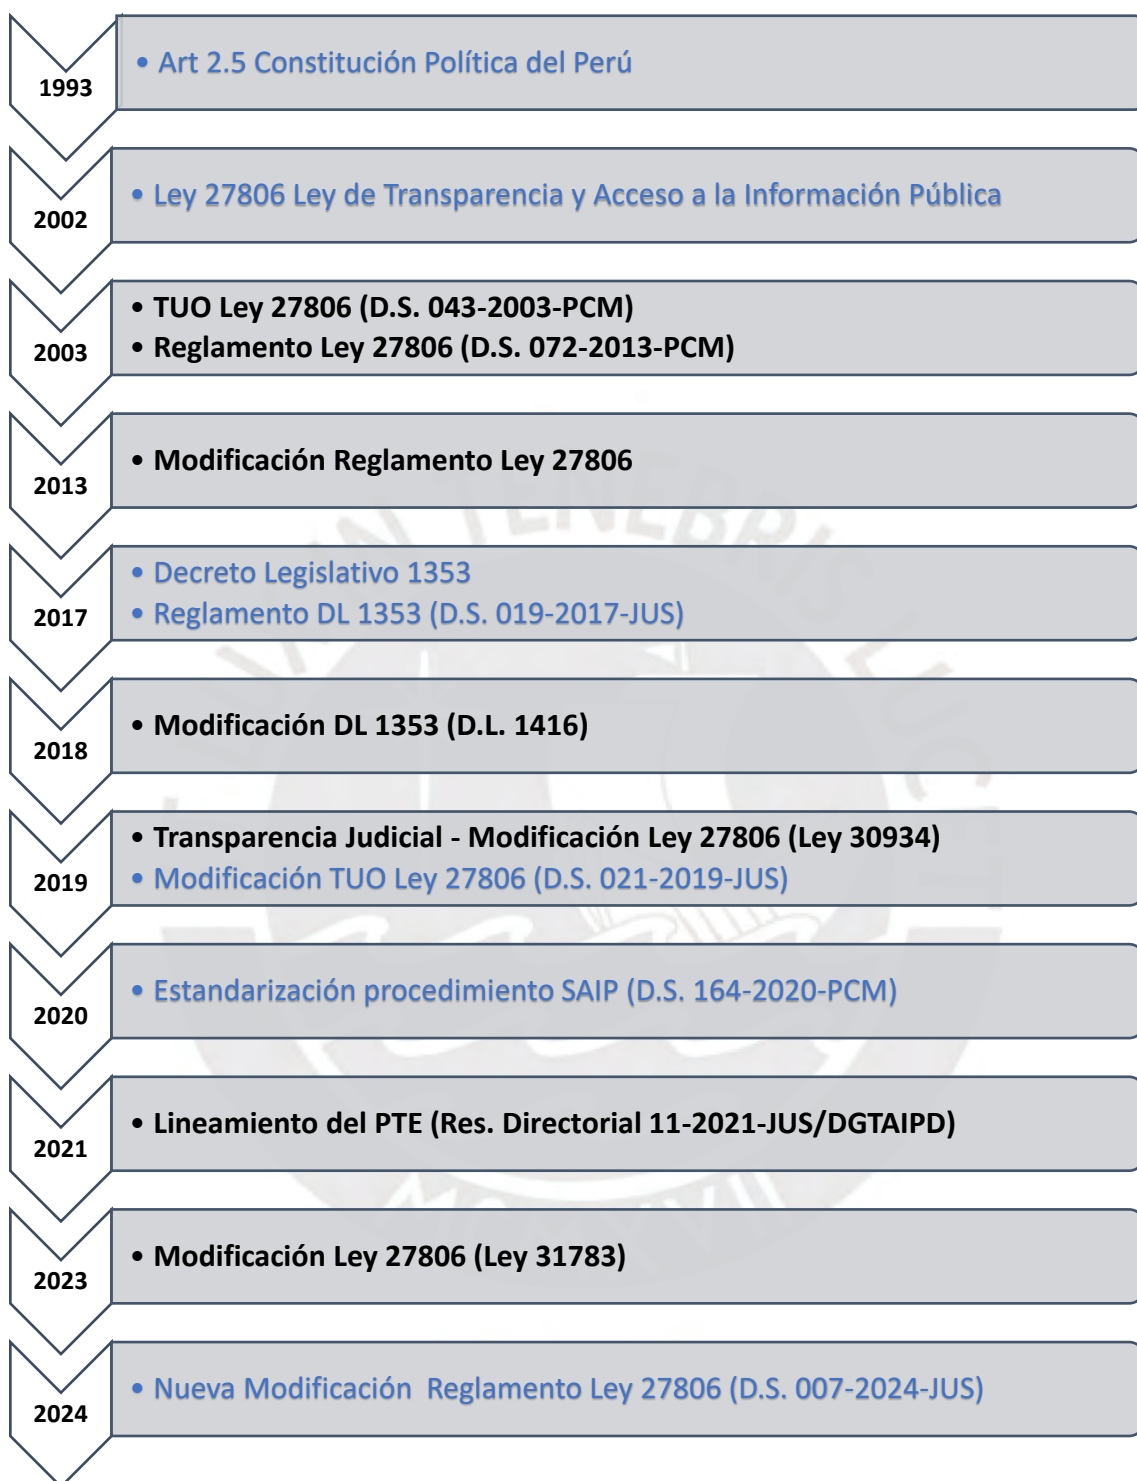 1993
• Art 2.5 Constitución Política del Perú
2002
• Ley 27806 Ley de Transparencia y Acceso a la Información Pública
2003
• TUO Ley 27806 (D.S. 043-2003-PCM)
• Reglamento Ley 27806 (D.S. 072-2013-PCM)
2013
• Modificación Reglamento Ley 27806
2017
• Decreto Legislativo 1353
• Reglamento DL 1353 (D.S. 019-2017-JUS)
2018
• Modificación DL 1353 (D.L. 1416)
2019
• Transparencia Judicial - Modificación Ley 27806 (Ley 30934)
• Modificación TUO Ley 27806 (D.S. 021-2019-JUS)
2020
• Estandarización procedimiento SAIP (D.S. 164-2020-PCM)
2021
• Lineamiento del PTE (Res. Directorial 11-2021-JUS/DGTAIPD)
2023
• Modificación Ley 27806 (Ley 31783)
2024
• Nueva Modificación Reglamento Ley 27806 (D.S. 007-2024-JUS)
TENEBRIS